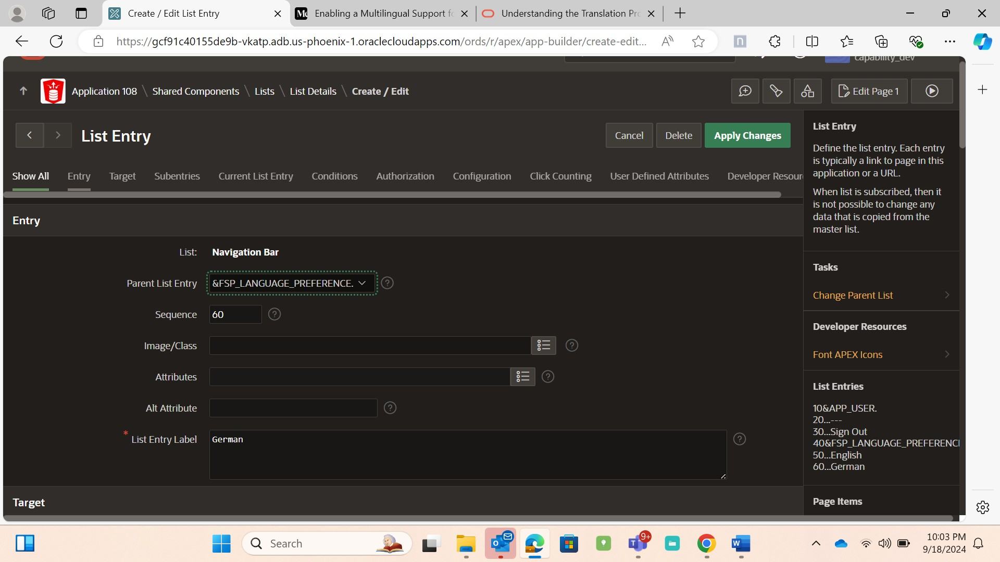 Create / Edit List Entry
Enabling a Multilingual Support fo
Understanding the Translation Pro
https://gcf91c40155de9b-vkatp.adb.us-phoenix-1.oraclecloudapps.com/ords/r/apex/app-builder/create-edit...
capability_dev
Application 108 \ Shared Components \ Lists \ List Details \ Create / Edit
Edit Page 1
List Entry
Cancel
Delete
Apply Changes
Show All
Entry
Target
Subentries
Current List Entry
Conditions
Authorization
Configuration
Click Counting
User Defined Attributes
Developer Resour
Entry
List:
Navigation Bar
Parent List Entry
&FSP_LANGUAGE_PREFERENCE.
Sequence
60
Image/Class
Attributes
Alt Attribute
* List Entry Label
German
Target
List Entry
Define the list entry. Each entry
is typically a link to page in this
application or a URL.
When list is subscribed, then it
is not possible to change any
data that is copied from the
master list.
Tasks
Change Parent List
Developer Resources
Font APEX Icons
List Entries
10&APP_USER.
20...---
30...Sign Out
40&FSP_LANGUAGE_PREFERENC
50...English
60...German
Page Items
Search
9+
10:03 PM
9/18/2024